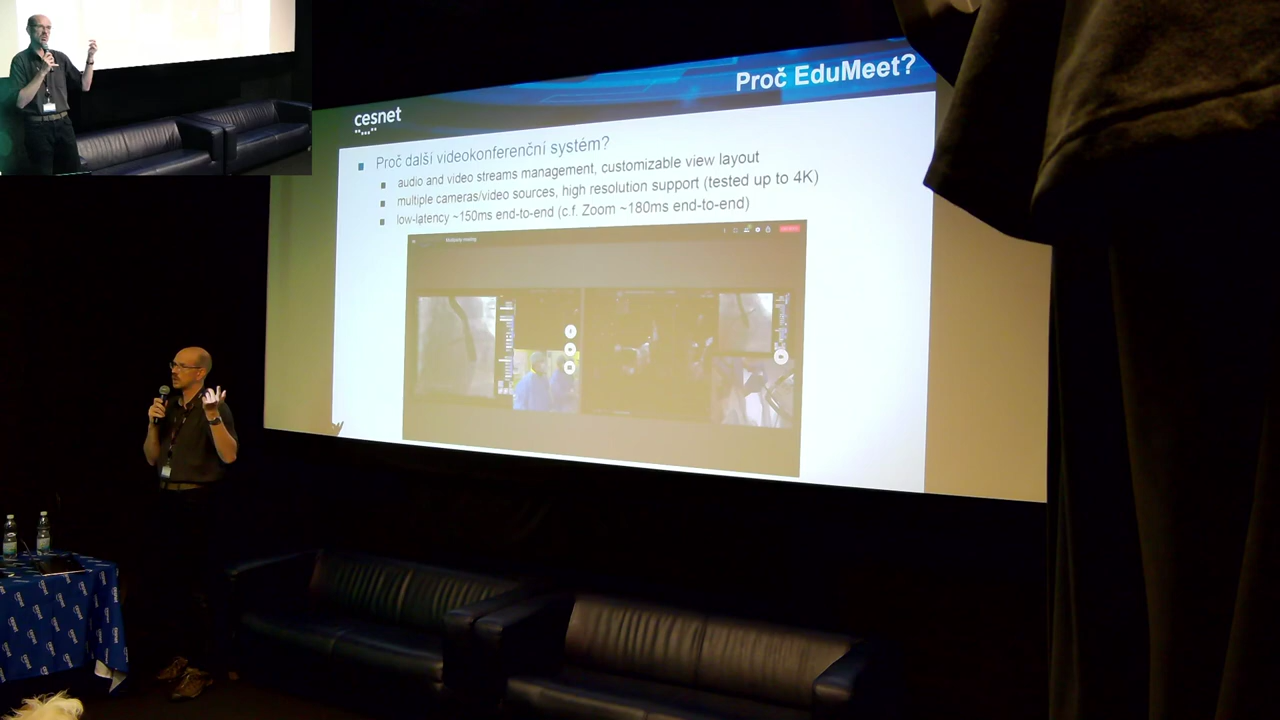 Proč EduMeet?
cesnet
Proč další videokonferenční systém?
audio and video streams management, customizable view layout
multiple cameras/video sources, high resolution support (tested up to 4K)
low-latency ~150ms end-to-end (c.f. Zoom ~180ms end-to-end)